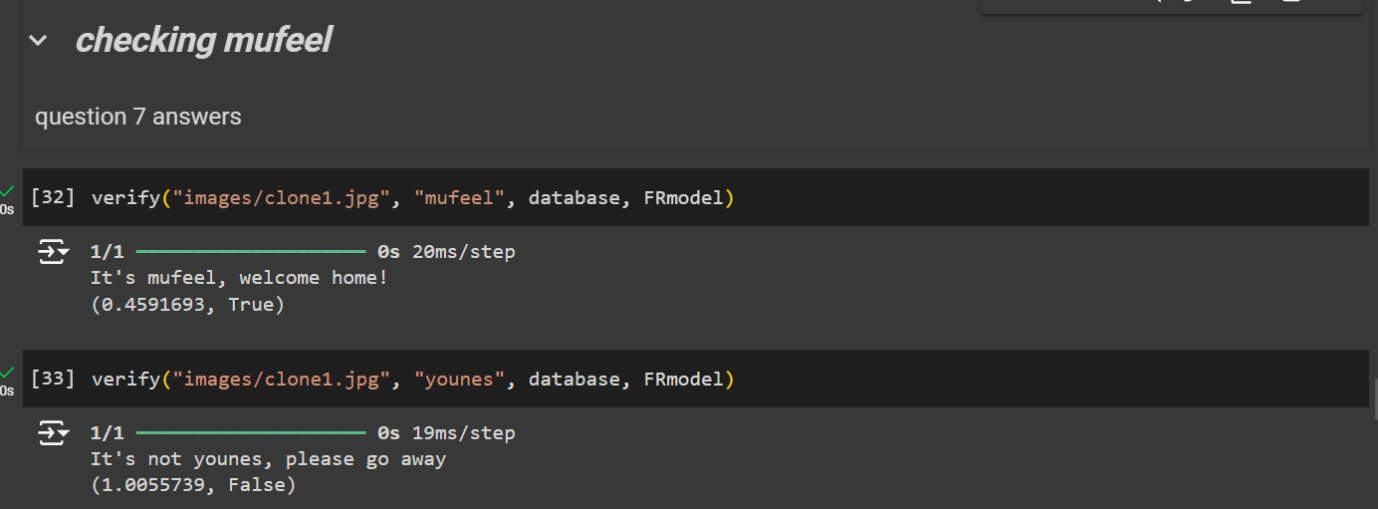 checking mufeel
question 7 answers
[32] verify("images/clone1.jpg", "mufeel", database, FRmodel)
0s
1/1 0s 20ms/step
It's mufeel, welcome home!
(0.4591693, True)
[33] verify("images/clone1.jpg", "younes", database, FRmodel)
0s
1/1 0s 19ms/step
It's not younes, please go away
(1.0055739, False)